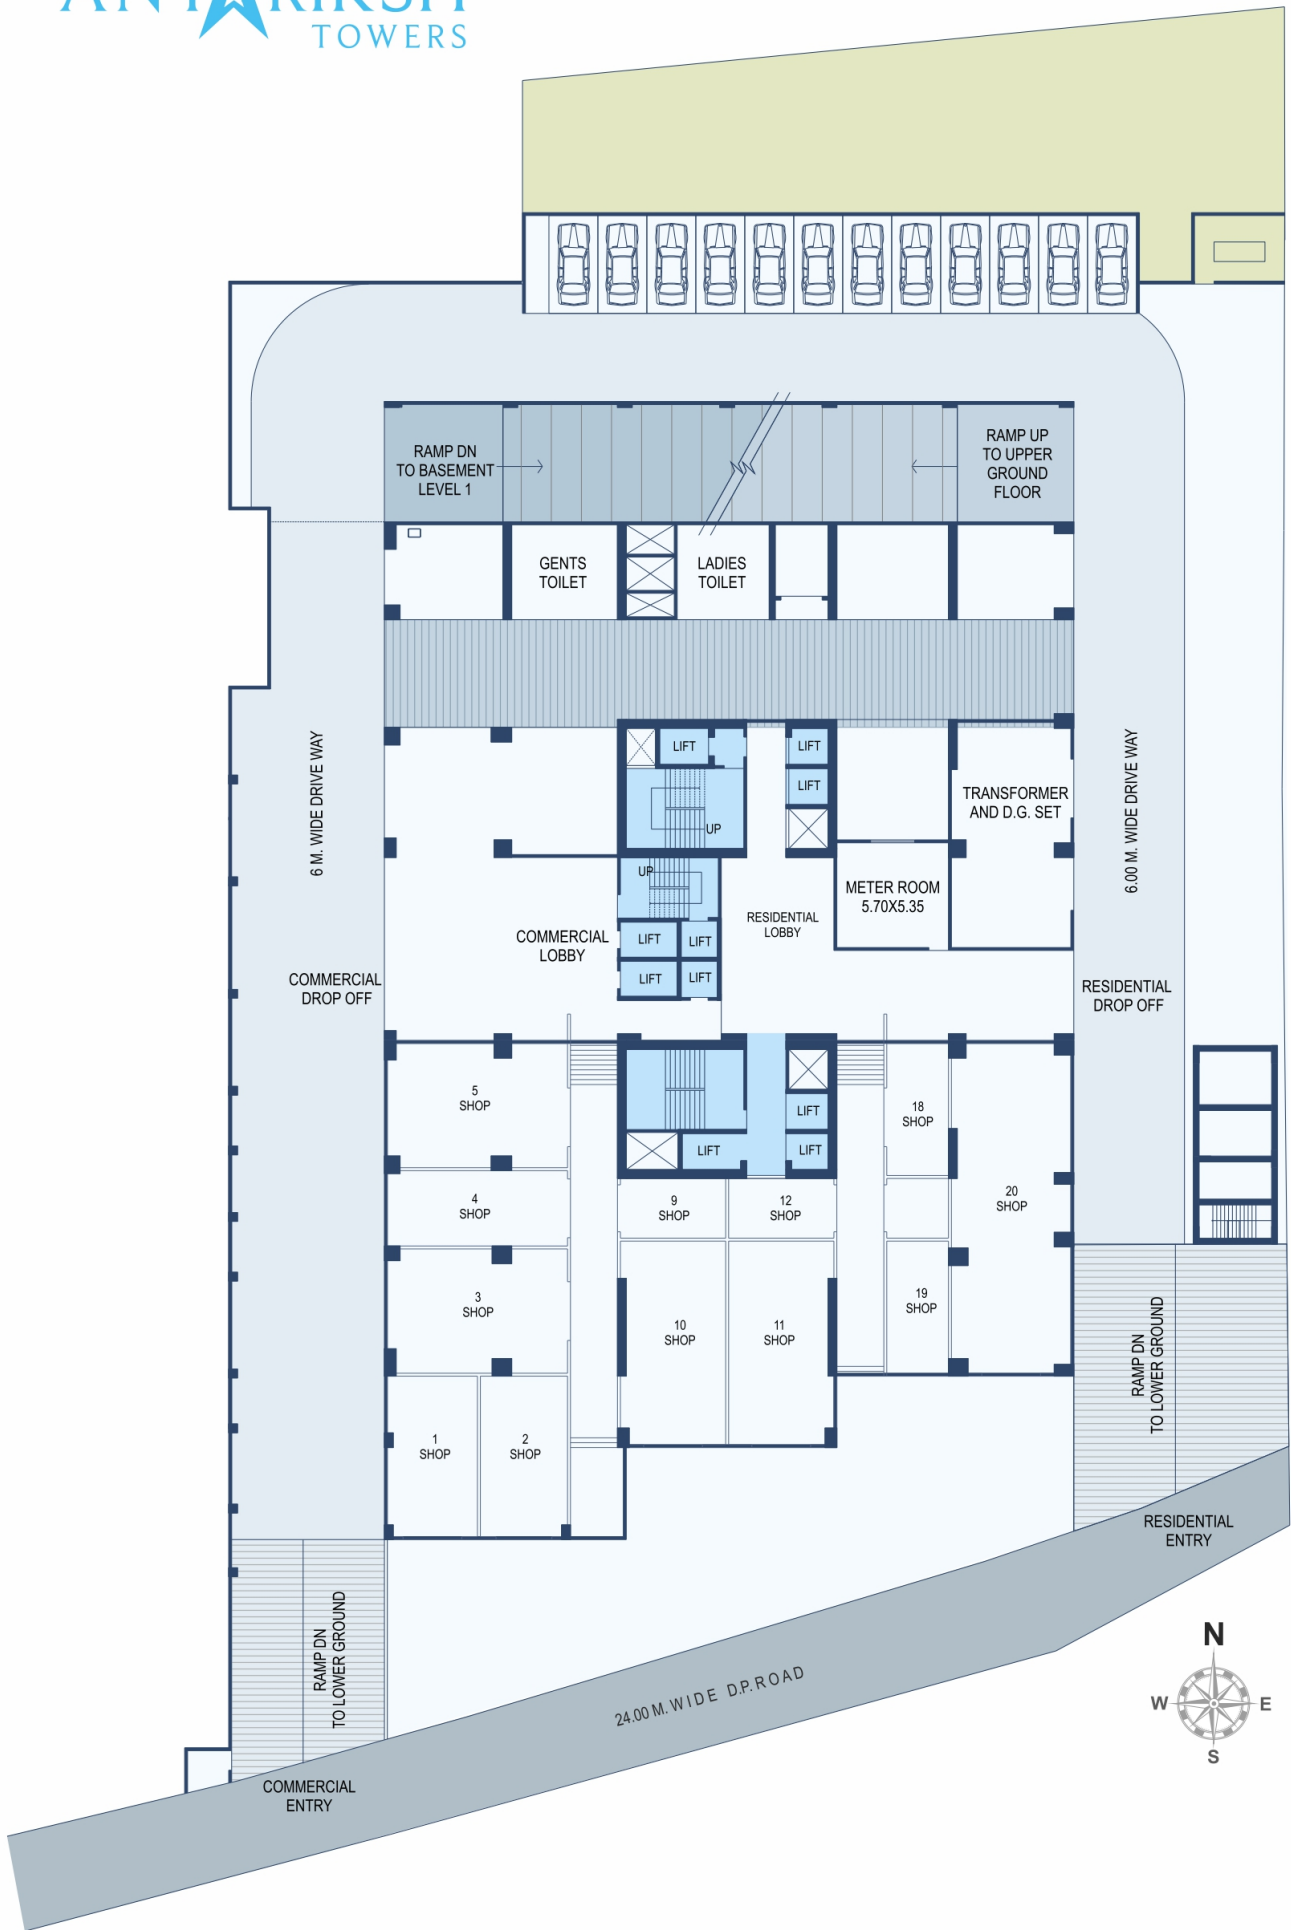 TOWERS
RAMP DN
TO BASEMENT
LEVEL 1
RAMP UP
TO UPPER
GROUND
FLOOR
GENTS
TOILET
LADIES
TOILET
LIFT
LIFT
LIFT
UP
TRANSFORMER
AND D.G. SET
6 M. WIDE DRIVE WAY
6.00 M. WIDE DRIVE WAY
UP
METER ROOM
5.70X5.35
RESIDENTIAL
LOBBY
COMMERCIAL
LOBBY
LIFT
LIFT
LIFT
LIFT
COMMERCIAL
DROP OFF
RESIDENTIAL
DROP OFF
5
SHOP
LIFT
LIFT
LIFT
18
SHOP
4
SHOP
9
SHOP
12
SHOP
20
SHOP
3
SHOP
10
SHOP
11
SHOP
19
SHOP
RAMP DN
TO LOWER GROUND
1
SHOP
2
SHOP
RESIDENTIAL
ENTRY
RAMP DN
TO LOWER GROUND
24.00 M. WIDE D.P. ROAD
COMMERCIAL
ENTRY
N
W
E
S